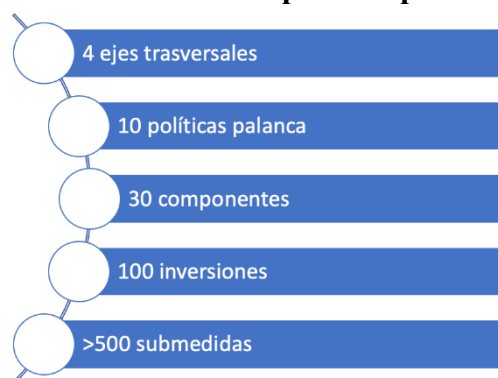 4 ejes trasversales
10 políticas palanca
30 componentes
100 inversiones
>500 submedidas